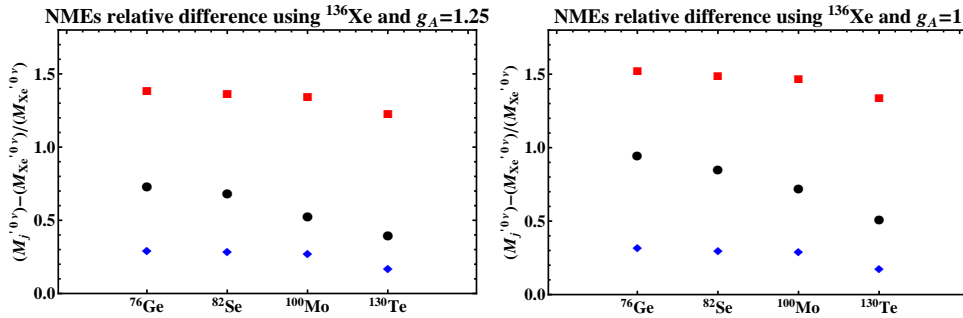 NMEs relative difference using ¹³⁶Xe and g_A=1.25
(M_j'^0ν)−(M_Xe'^0ν)/(M_Xe'^0ν)
1.5
1.0
0.5
0.0
⁷⁶Ge ⁸²Se ¹⁰⁰Mo ¹³⁰Te
NMEs relative difference using ¹³⁶Xe and g_A=1
(M_j'^0ν)−(M_Xe'^0ν)/(M_Xe'^0ν)
1.5
1.0
0.5
0.0
⁷⁶Ge ⁸²Se ¹⁰⁰Mo ¹³⁰Te